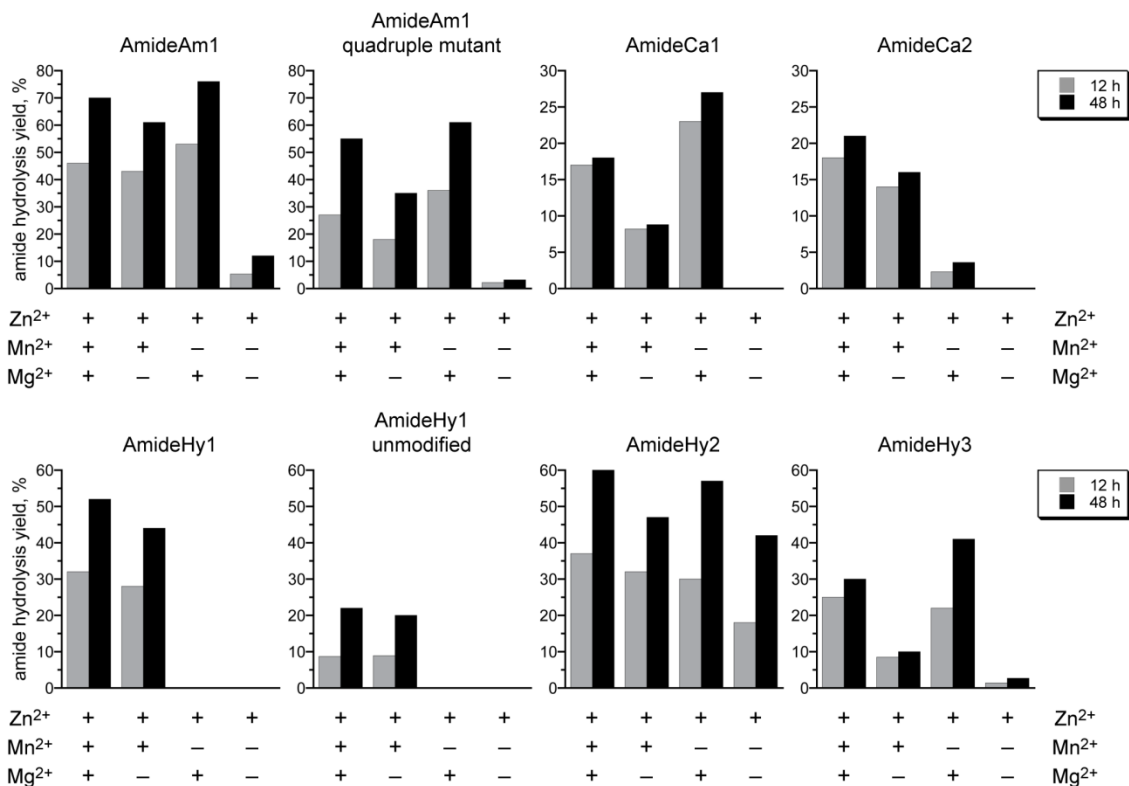 AmideAm1
AmideAm1
quadruple mutant
AmideCa1
AmideCa2
amide hydrolysis yield, %
80
70
60
50
40
30
20
10
0
80
70
60
50
40
30
20
10
0
30
25
20
15
10
5
0
30
25
20
15
10
5
0
12 h
48 h
Zn2+ + + + + + + + + + + + + + + + + Zn2+
Mn2+ + + – – + + – – + + – – + + – – Mn2+
Mg2+ + – + – + – + – + – + – + – + – Mg2+
AmideHy1
AmideHy1
unmodified
AmideHy2
AmideHy3
amide hydrolysis yield, %
60
50
40
30
20
10
0
60
50
40
30
20
10
0
60
50
40
30
20
10
0
60
50
40
30
20
10
0
12 h
48 h
Zn2+ + + + + + + + + + + + + + + + + Zn2+
Mn2+ + + – – + + – – + + – – + + – – Mn2+
Mg2+ + – + – + – + – + – + – + – + – Mg2+